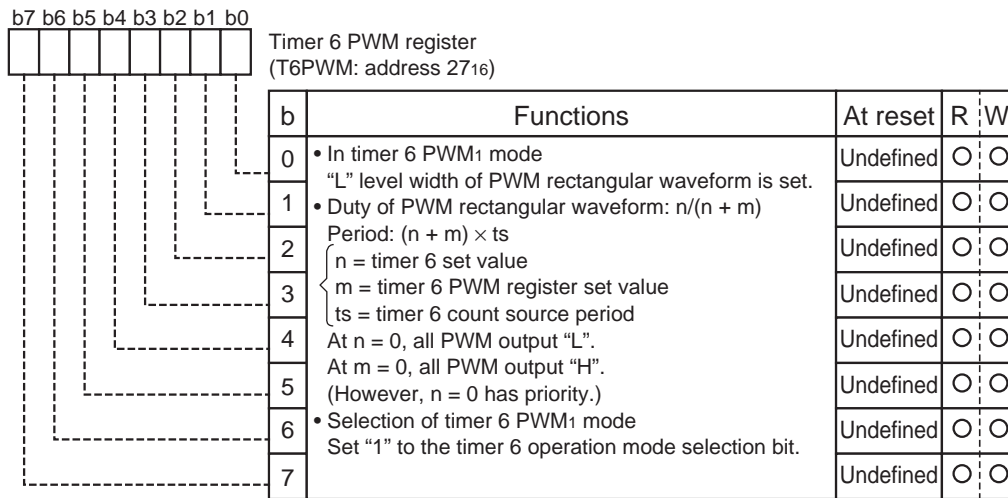 b7 b6 b5 b4 b3 b2 b1 b0
Timer 6 PWM register
(T6PWM: address 2716)
b Functions At reset R W
0 • In timer 6 PWM1 mode Undefined O O
“L” level width of PWM rectangular waveform is set.
1 • Duty of PWM rectangular waveform: n/(n + m) Undefined O O
Period: (n + m) × ts
2 n = timer 6 set value Undefined O O
3 m = timer 6 PWM register set value Undefined O O
ts = timer 6 count source period
4 At n = 0, all PWM output “L”. Undefined O O
At m = 0, all PWM output “H”.
5 (However, n = 0 has priority.) Undefined O O
6 • Selection of timer 6 PWM1 mode Undefined O O
Set “1” to the timer 6 operation mode selection bit.
7 Undefined O O